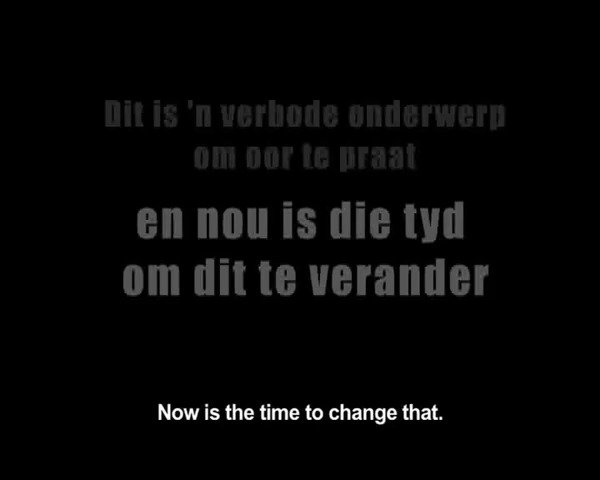 Dit is 'n verbode onderwerp
om oor te praat
en nou is die tyd
om dit te verander
Now is the time to change that.